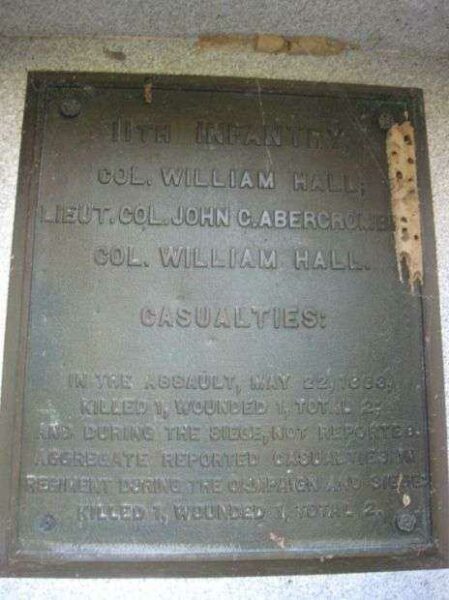 11TH INFANTRY,
COL. WILLIAM HALL;
LIEUT. COL. JOHN C. ABERCROMBIE
COL. WILLIAM HALL.
CASUALTIES:
IN THE ASSAULT, MAY 22, 1863,
KILLED 1, WOUNDED 1, TOTAL 2;
AND DURING THE SIEGE, NOT REPORTED.
AGGREGATE REPORTED CASUALTIES IN
REGIMENT DURING THE CAMPAIGN AND SIEGE:
KILLED 1, WOUNDED 1, TOTAL 2.